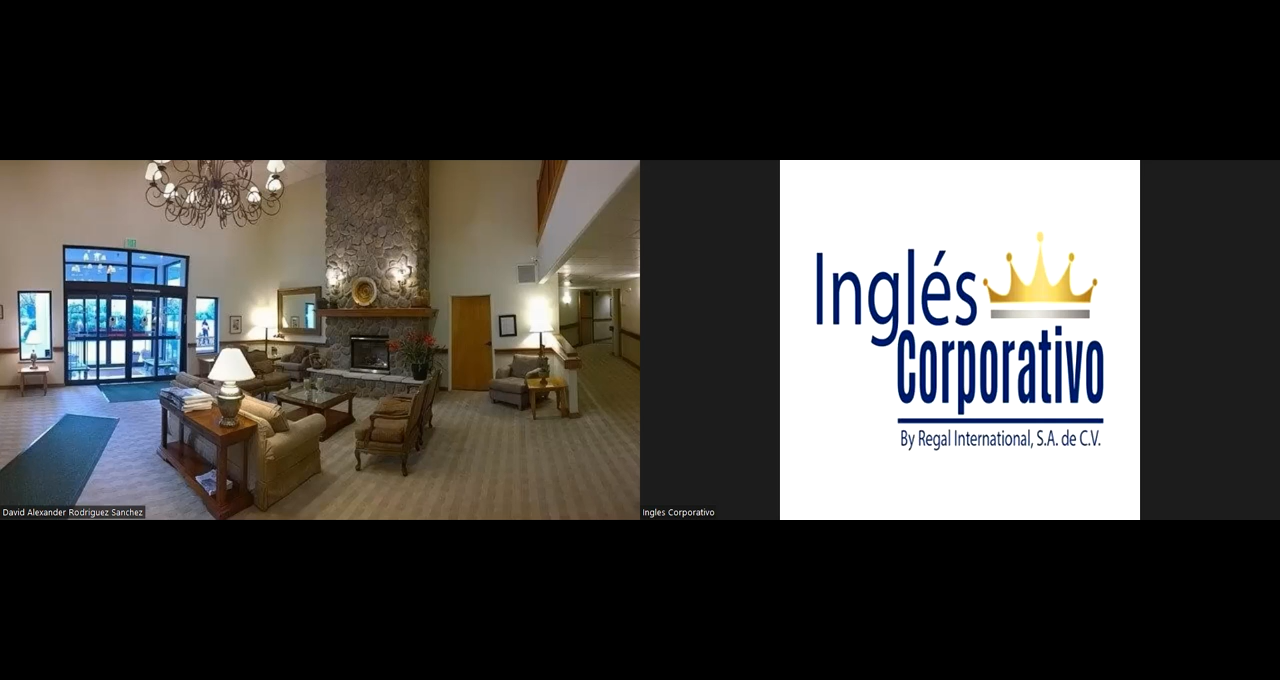 David Alexander Rodriguez Sanchez
Inglés
Corporativo
By Regal International, S.A. de C.V.
Ingles Corporativo